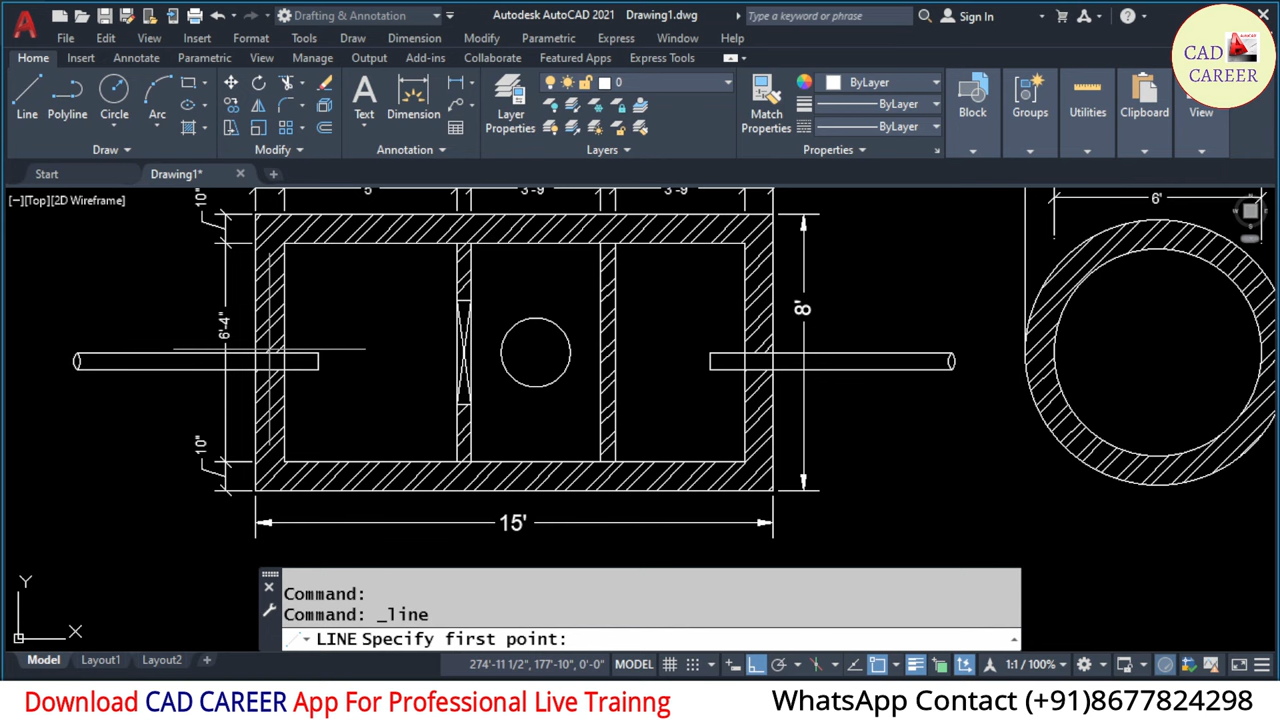 Drafting & Annotation
Autodesk AutoCAD 2021 Drawing1.dwg
Type a keyword or phrase
Sign In
File Edit View Insert Format Tools Draw Dimension Modify Parametric Express Window Help
Home Insert Annotate Parametric View Manage Output Add-ins Collaborate Featured Apps Express Tools
CAD
CAREER
0
ByLayer
ByLayer
ByLayer
Line Polyline Circle Arc
Text Dimension
Layer
Properties
Match
Properties
Block Groups Utilities Clipboard View
Draw Modify Annotation Layers Properties
Start Drawing1*
[−][Top][2D Wireframe]
10"
5'
3'-9"
3'-9"
6'
6'-4"
8'
10"
15'
Y
X
Command:
Command: _line
LINE Specify first point:
Model Layout1 Layout2 +
274'-11 1/2", 177'-10", 0'-0" MODEL 1:1 / 100%
Download CAD CAREER App For Professional Live Trainng
WhatsApp Contact (+91)8677824298